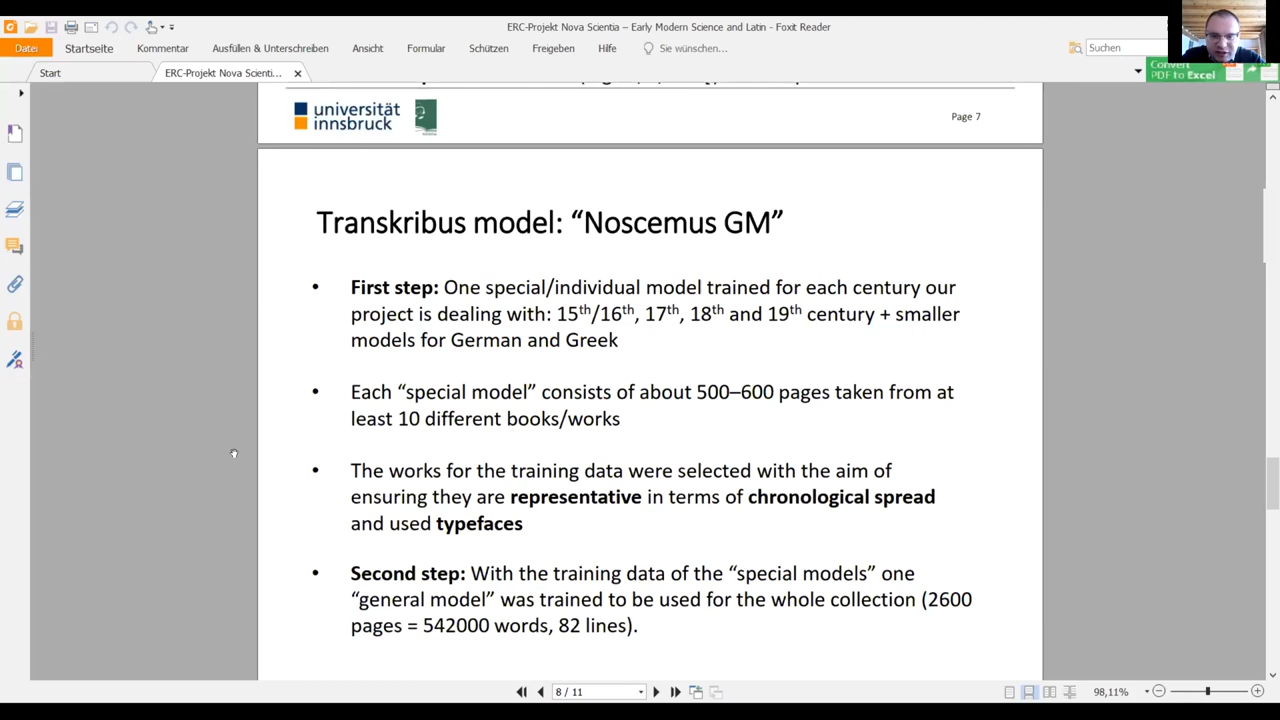 ERC-Projekt Nova Scientia – Early Modern Science and Latin - Foxit Reader
Datei Startseite Kommentar Ausfüllen & Unterschreiben Ansicht Formular Schützen Freigeben Hilfe Sie wünschen... Suchen
Start ERC-Projekt Nova Scienti... Convert
PDF to Excel
universität
innsbruck
Page 7
Transkribus model: “Noscemus GM”
• First step: One special/individual model trained for each century our
project is dealing with: 15th/16th, 17th, 18th and 19th century + smaller
models for German and Greek
• Each “special model” consists of about 500–600 pages taken from at
least 10 different books/works
• The works for the training data were selected with the aim of
ensuring they are representative in terms of chronological spread
and used typefaces
• Second step: With the training data of the “special models” one
“general model” was trained to be used for the whole collection (2600
pages = 542000 words, 82 lines).
8 / 11 98,11%